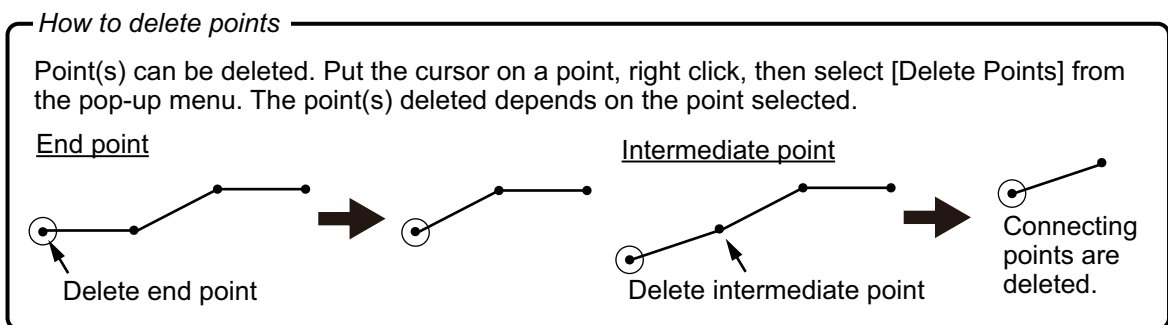 How to delete points
Point(s) can be deleted. Put the cursor on a point, right click, then select [Delete Points] from
the pop-up menu. The point(s) deleted depends on the point selected.
End point
Intermediate point
Delete end point
Delete intermediate point
Connecting
points are
deleted.